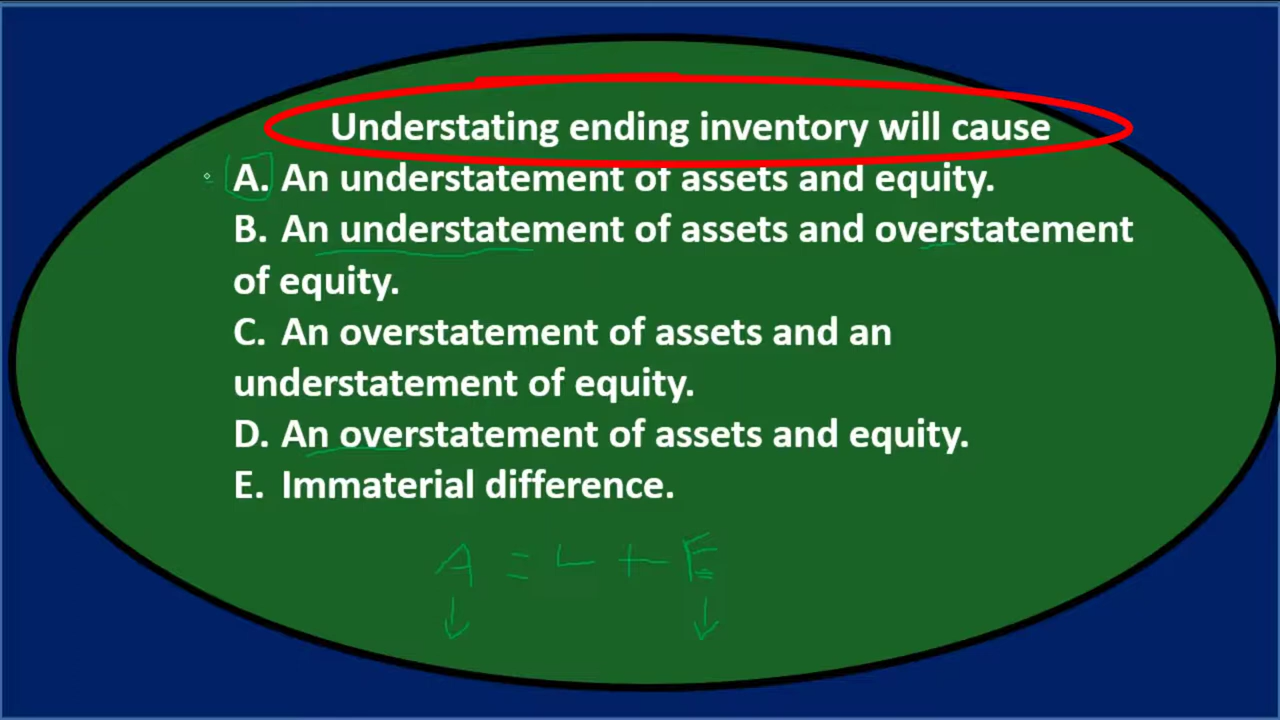 Understating ending inventory will cause
A. An understatement of assets and equity.
B. An understatement of assets and overstatement
of equity.
C. An overstatement of assets and an
understatement of equity.
D. An overstatement of assets and equity.
E. Immaterial difference.
A = L + E
↓ ↓